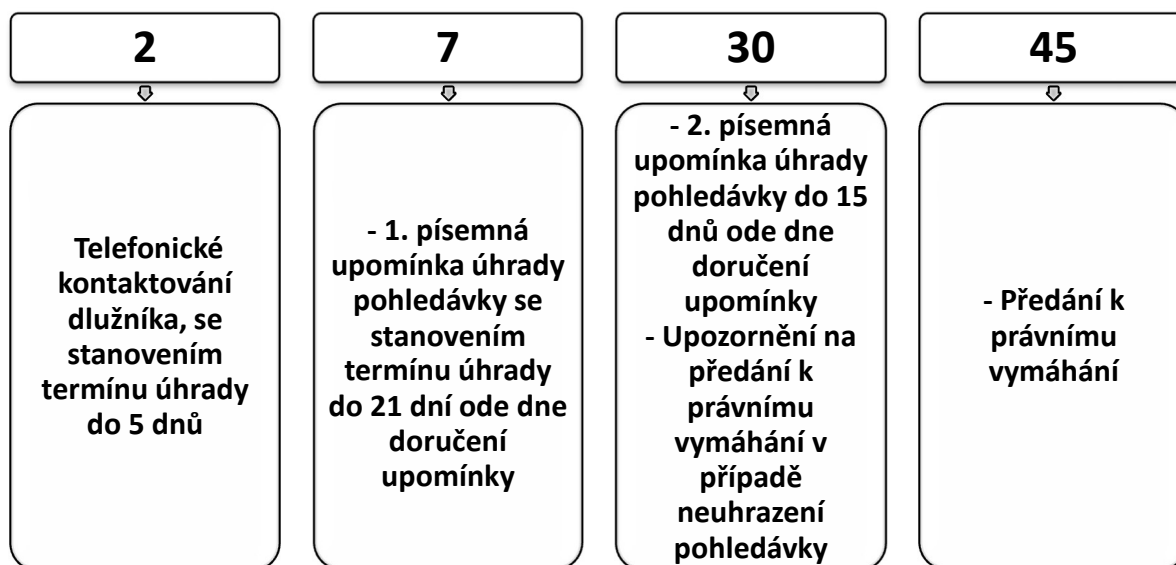 2
Telefonické
kontaktování
dlužníka, se
stanovením
termínu úhrady
do 5 dnů
7
- 1. písemná
upomínka úhrady
pohledávky se
stanovením
termínu úhrady
do 21 dní ode dne
doručení
upomínky
30
- 2. písemná
upomínka úhrady
pohledávky do 15
dnů ode dne
doručení
upomínky
- Upozornění na
předání k
právnímu
vymáhání v
případě
neuhrazení
pohledávky
45
- Předání k
právnímu
vymáhání